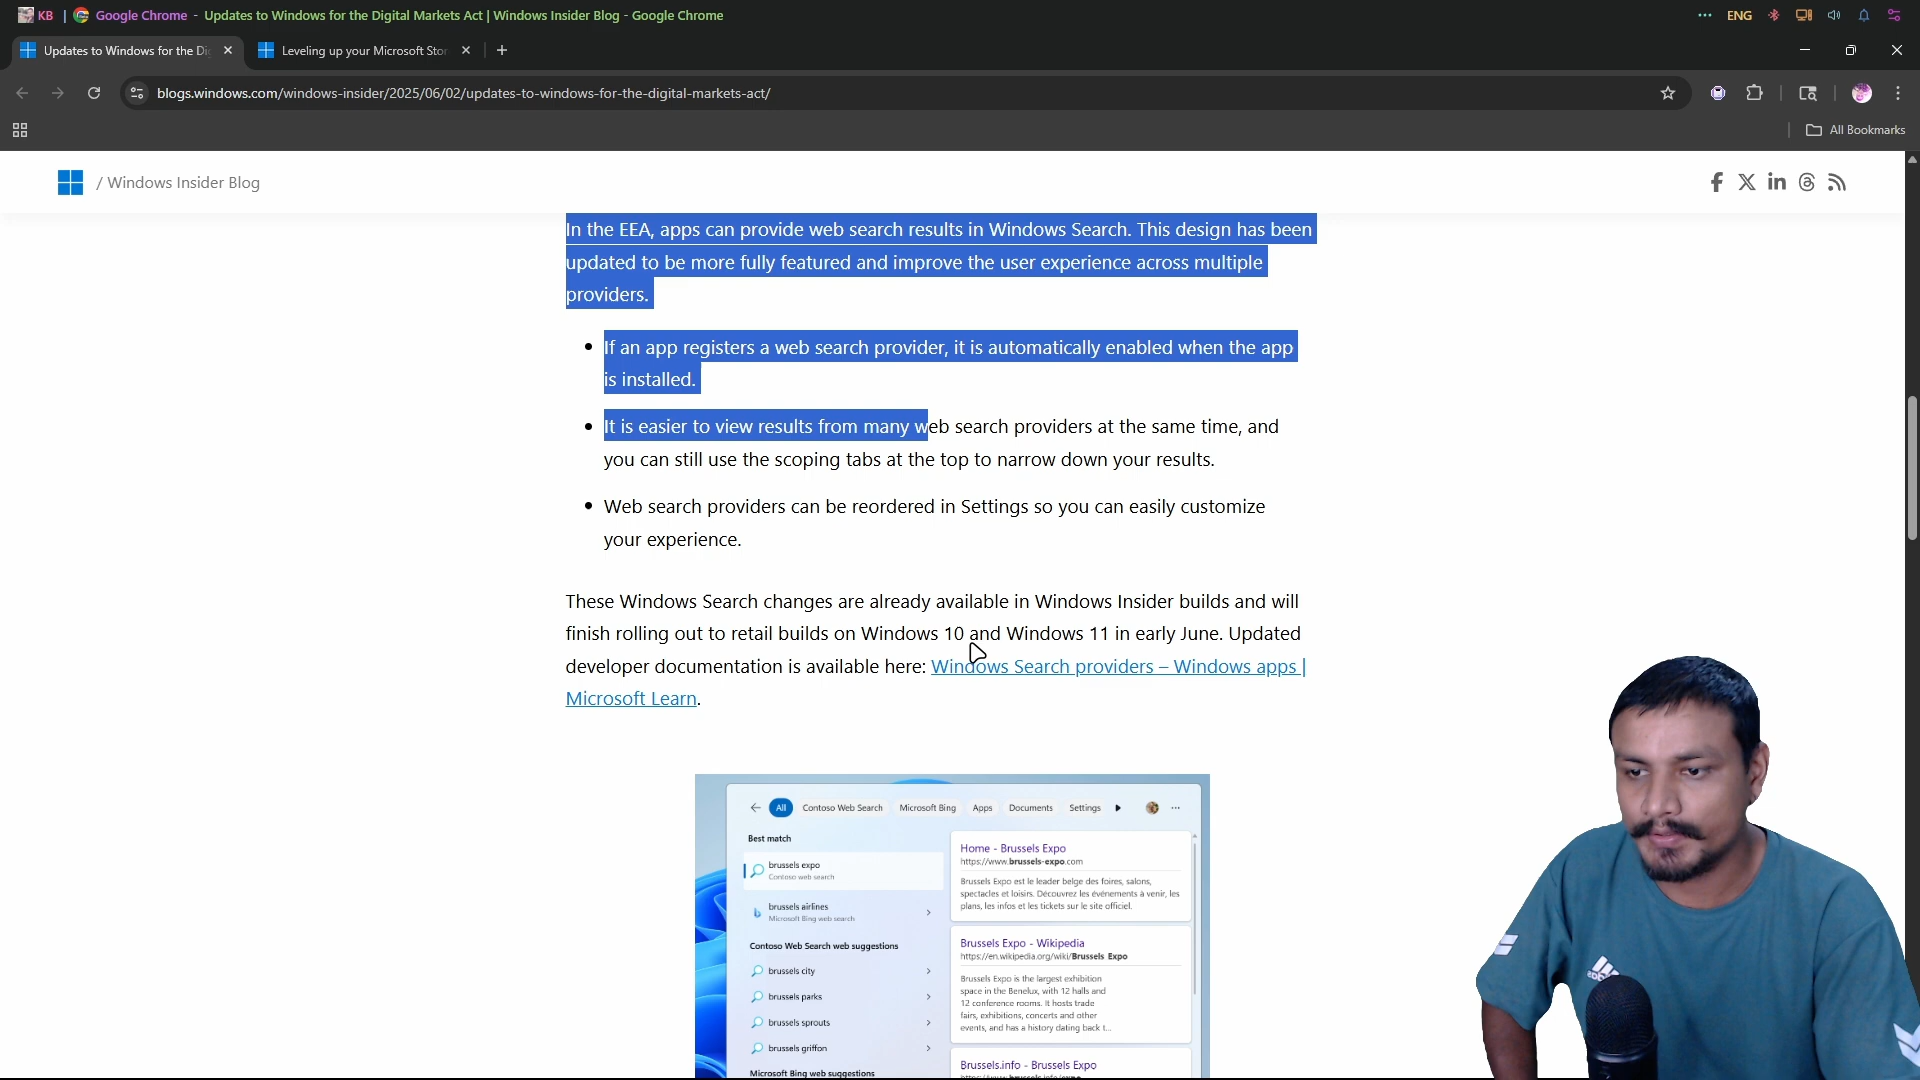 KB | Google Chrome - Updates to Windows for the Digital Markets Act | Windows Insider Blog - Google Chrome
ENG
Updates to Windows for the Di
Leveling up your Microsoft Sto
blogs.windows.com/windows-insider/2025/06/02/updates-to-windows-for-the-digital-markets-act/
All Bookmarks
/ Windows Insider Blog
In the EEA, apps can provide web search results in Windows Search. This design has been
updated to be more fully featured and improve the user experience across multiple
providers.
If an app registers a web search provider, it is automatically enabled when the app
is installed.
It is easier to view results from many web search providers at the same time, and
you can still use the scoping tabs at the top to narrow down your results.
Web search providers can be reordered in Settings so you can easily customize
your experience.
These Windows Search changes are already available in Windows Insider builds and will
finish rolling out to retail builds on Windows 10 and Windows 11 in early June. Updated
developer documentation is available here: Windows Search providers – Windows apps |
Microsoft Learn.
All Contoso Web Search Microsoft Bing Apps Documents Settings
Best match
brussels expo
Contoso web search
brussels airlines
Microsoft Bing web search
Contoso Web Search web suggestions
brussels city
brussels parks
brussels sprouts
brussels griffon
Microsoft Bing web suggestions
Home - Brussels Expo
https://www.brussels-expo.com
Brussels Expo est le leader belge des foires, salons,
spectacles et loisirs. Découvrez les événements à venir, les
plans, les infos et les tickets sur le site officiel.
Brussels Expo - Wikipedia
https://en.wikipedia.org/wiki/Brussels_Expo
Brussels Expo is the largest exhibition
space in the Benelux, with 12 halls and
12 conference rooms. It hosts trade
fairs, exhibitions, concerts and other
events, and has a history dating back t...
Brussels.info - Brussels Expo
adidas